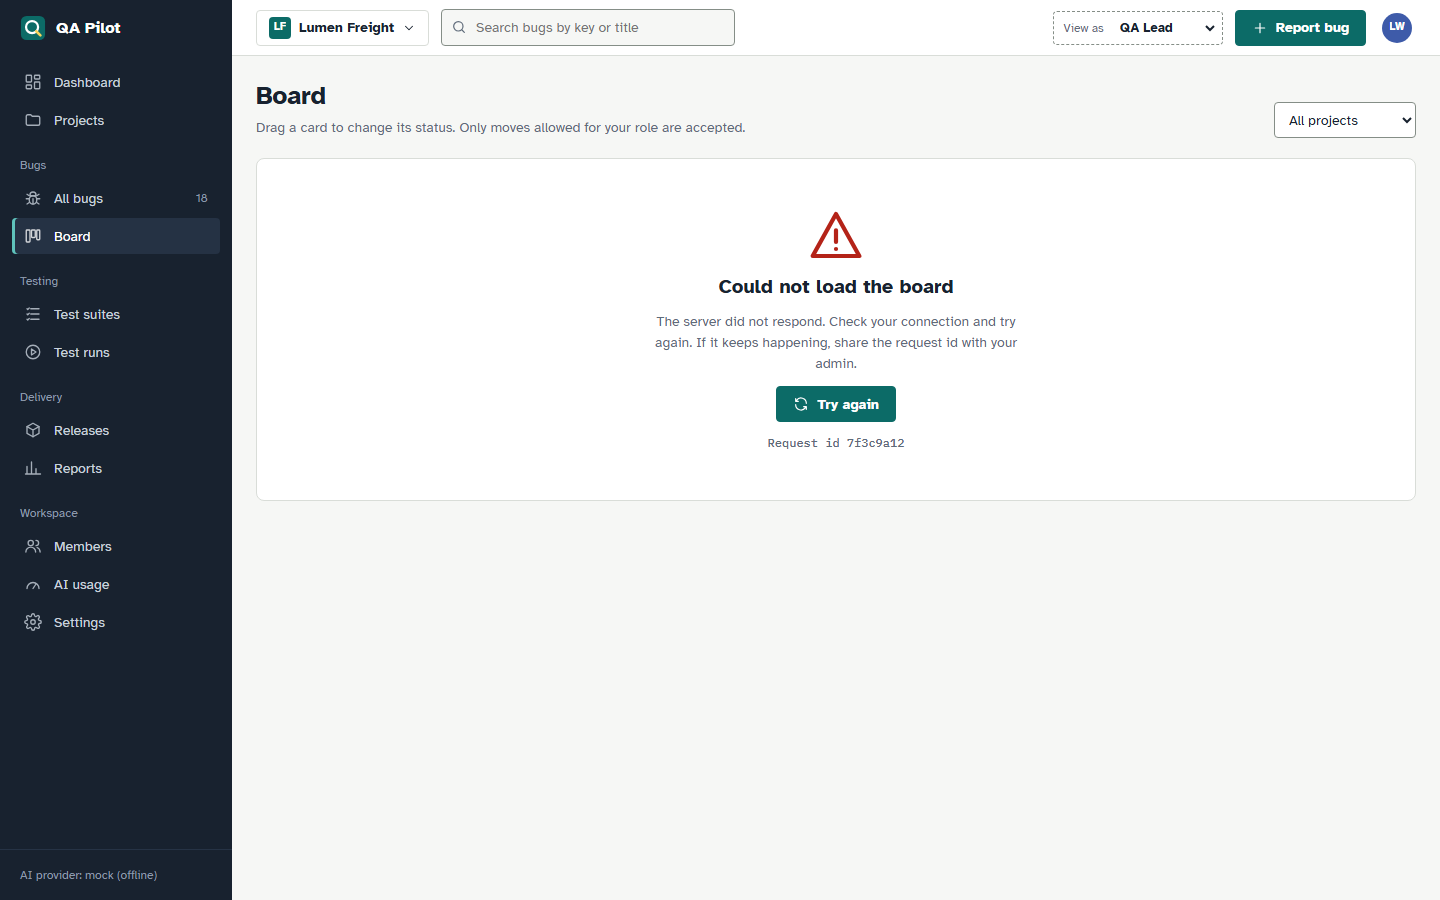 QA Pilot
Dashboard
Projects
Bugs
All bugs 18
Board
Testing
Test suites
Test runs
Delivery
Releases
Reports
Workspace
Members
AI usage
Settings
AI provider: mock (offline)
LF Lumen Freight
Search bugs by key or title
View as QA Lead
Report bug
LW
Board
Drag a card to change its status. Only moves allowed for your role are accepted.
All projects
Could not load the board
The server did not respond. Check your connection and try
again. If it keeps happening, share the request id with your
admin.
Try again
Request id 7f3c9a12